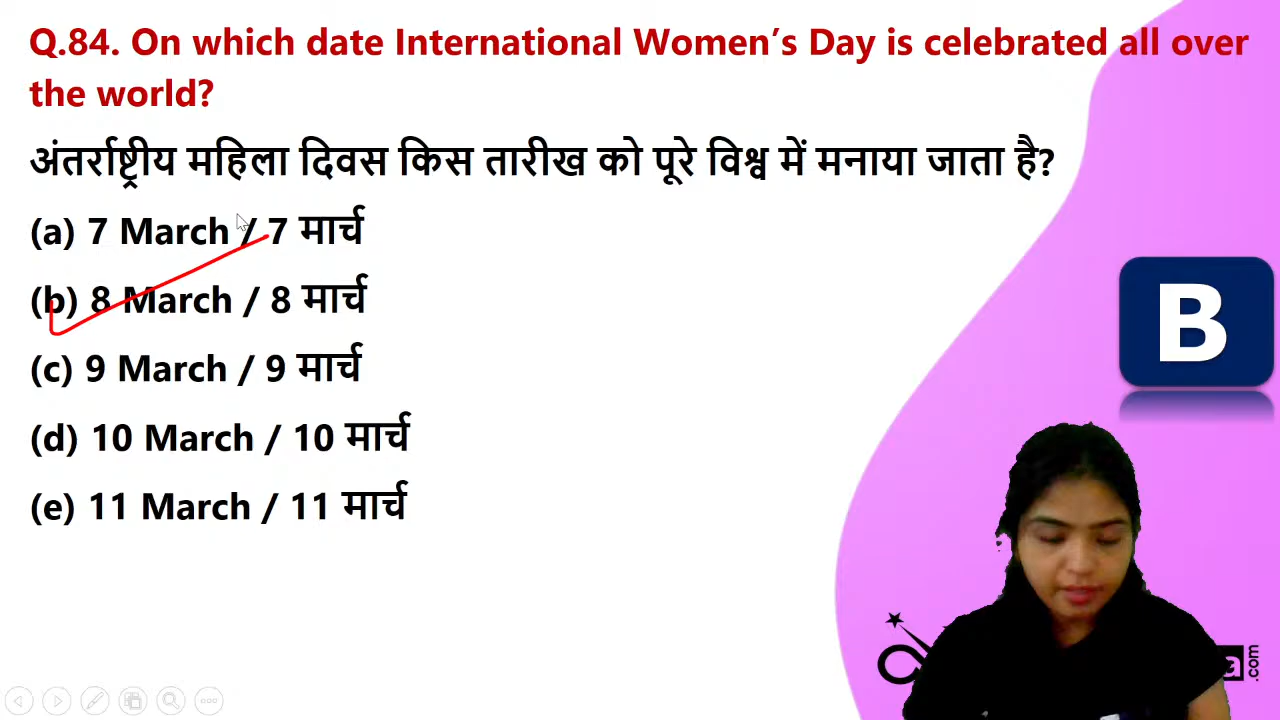 Q.84. On which date International Women’s Day is celebrated all over
the world?
अंतर्राष्ट्रीय महिला दिवस किस तारीख को पूरे विश्व में मनाया जाता है?
(a) 7 March / 7 मार्च
(b) 8 March / 8 मार्च
B
(c) 9 March / 9 मार्च
(d) 10 March / 10 मार्च
(e) 11 March / 11 मार्च
.com